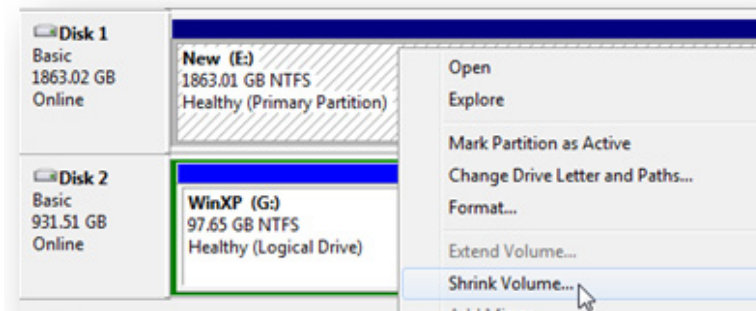 Disk 1
Basic
1863.02 GB
Online
New (E:)
1863.01 GB NTFS
Healthy (Primary Partition)
Disk 2
Basic
931.51 GB
Online
WinXP (G:)
97.65 GB NTFS
Healthy (Logical Drive)
Open
Explore
Mark Partition as Active
Change Drive Letter and Paths...
Format...
Extend Volume...
Shrink Volume...